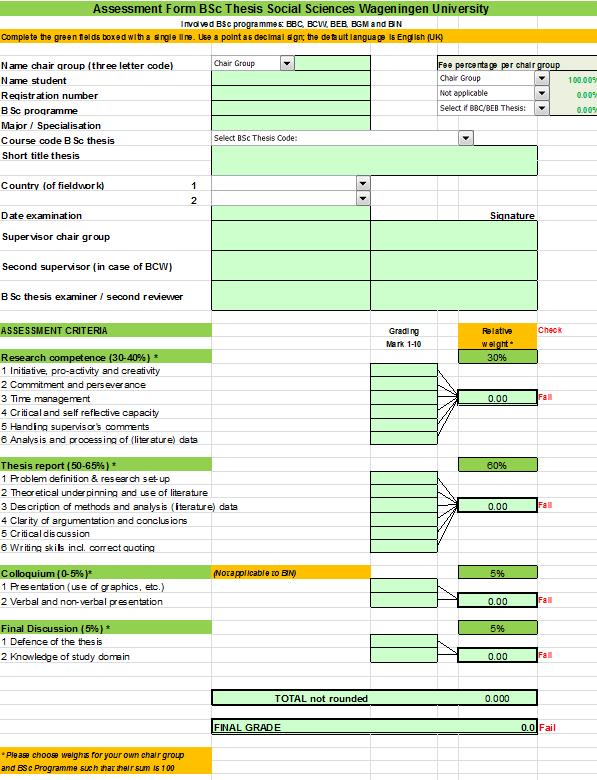 Assessment Form BSc Thesis Social Sciences Wageningen University
Involved BSc programmes: BBC, BCW, BEB, BGM and BIN
Complete the green fields boxed with a single line. Use a point as decimal sign; the default language is English (UK)
Name chair group (three letter code) Chair Group Fee percentage per chair group
Name student Chair Group 100.00%
Registration number Not applicable 0.00%
BSc programme Select if BBC/BEB Thesis: 0.00%
Major / Specialisation
Course code BSc thesis Select BSc Thesis Code:
Short title thesis
Country (of fieldwork) 1
2
Date examination Signature
Supervisor chair group
Second supervisor (in case of BCW)
BSc thesis examiner / second reviewer
ASSESSMENT CRITERIA Grading Relative Check
Mark 1-10 weight *
Research competence (30-40%) * 30%
1 Initiative, pro-activity and creativity
2 Commitment and perseverance
3 Time management 0.00 Fail
4 Critical and self reflective capacity
5 Handling supervisor's comments
6 Analysis and processing of (literature) data
Thesis report (50-65%) * 60%
1 Problem definition & research set-up
2 Theoretical underpinning and use of literature
3 Description of methods and analysis (literature) data 0.00 Fail
4 Clarity of argumentation and conclusions
5 Critical discussion
6 Writing skills incl. correct quoting
Colloquium (0-5%)* (Not applicable to BIN) 5%
1 Presentation (use of graphics, etc.)
2 Verbal and non-verbal presentation 0.00 Fail
Final Discussion (5%) * 5%
1 Defence of the thesis
2 Knowledge of study domain 0.00 Fail
TOTAL not rounded 0.000
FINAL GRADE 0.0 Fail
* Please choose weights for your own chair group
and BSc Programme such that their sum is 100